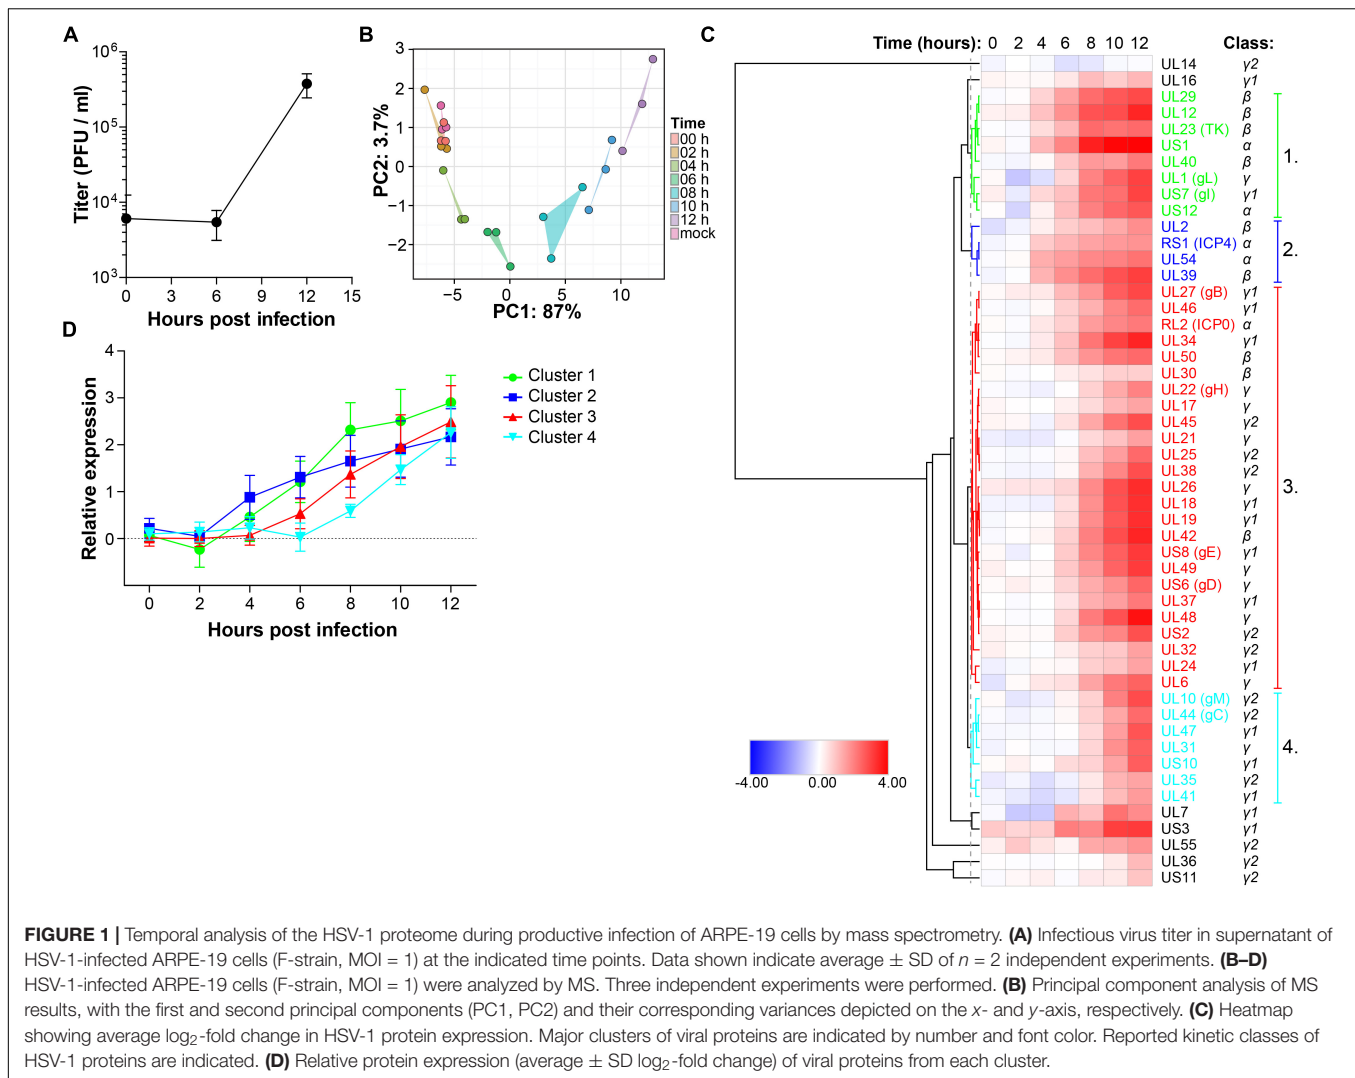 A
10⁶
10⁵
10⁴
10³
Titer (PFU / ml)
0 3 6 9 12 15
Hours post infection
B
3
2
1
0
−1
−2
PC2: 3.7%
−5 0 5 10
PC1: 87%
Time
00 h
02 h
04 h
06 h
08 h
10 h
12 h
mock
C
Time (hours): 0 2 4 6 8 10 12 Class:
UL14 γ2
UL16 γ1
UL29 β
UL12 β
UL23 (TK) β
US1 α
UL40 β
UL1 (gL) γ
US7 (gI) γ1
US12 α
1.
UL2 β
RS1 (ICP4) α
UL54 α
UL39 β
2.
UL27 (gB) γ1
UL46 γ1
RL2 (ICP0) α
UL34 γ1
UL50 β
UL30 β
UL22 (gH) γ
UL17 γ
UL45 γ2
UL21 γ
UL25 γ2
UL38 γ2
UL26 γ
UL18 γ1
UL19 γ1
UL42 β
US8 (gE) γ1
UL49 γ
US6 (gD) γ
UL37 γ1
UL48 γ
US2 γ2
UL32 γ2
UL24 γ1
UL6 γ
3.
UL10 (gM) γ2
UL44 (gC) γ2
UL47 γ1
UL31 γ
US10 γ1
UL35 γ2
UL41 γ1
4.
UL7 γ1
US3 γ1
UL55 γ2
UL36 γ2
US11 γ2
-4.00 0.00 4.00
D
4
3
2
1
0
Relative expression
0 2 4 6 8 10 12
Hours post infection
Cluster 1
Cluster 2
Cluster 3
Cluster 4
FIGURE 1 | Temporal analysis of the HSV-1 proteome during productive infection of ARPE-19 cells by mass spectrometry. (A) Infectious virus titer in supernatant of
HSV-1-infected ARPE-19 cells (F-strain, MOI = 1) at the indicated time points. Data shown indicate average ± SD of n = 2 independent experiments. (B–D)
HSV-1-infected ARPE-19 cells (F-strain, MOI = 1) were analyzed by MS. Three independent experiments were performed. (B) Principal component analysis of MS
results, with the first and second principal components (PC1, PC2) and their corresponding variances depicted on the x- and y-axis, respectively. (C) Heatmap
showing average log₂-fold change in HSV-1 protein expression. Major clusters of viral proteins are indicated by number and font color. Reported kinetic classes of
HSV-1 proteins are indicated. (D) Relative protein expression (average ± SD log₂-fold change) of viral proteins from each cluster.